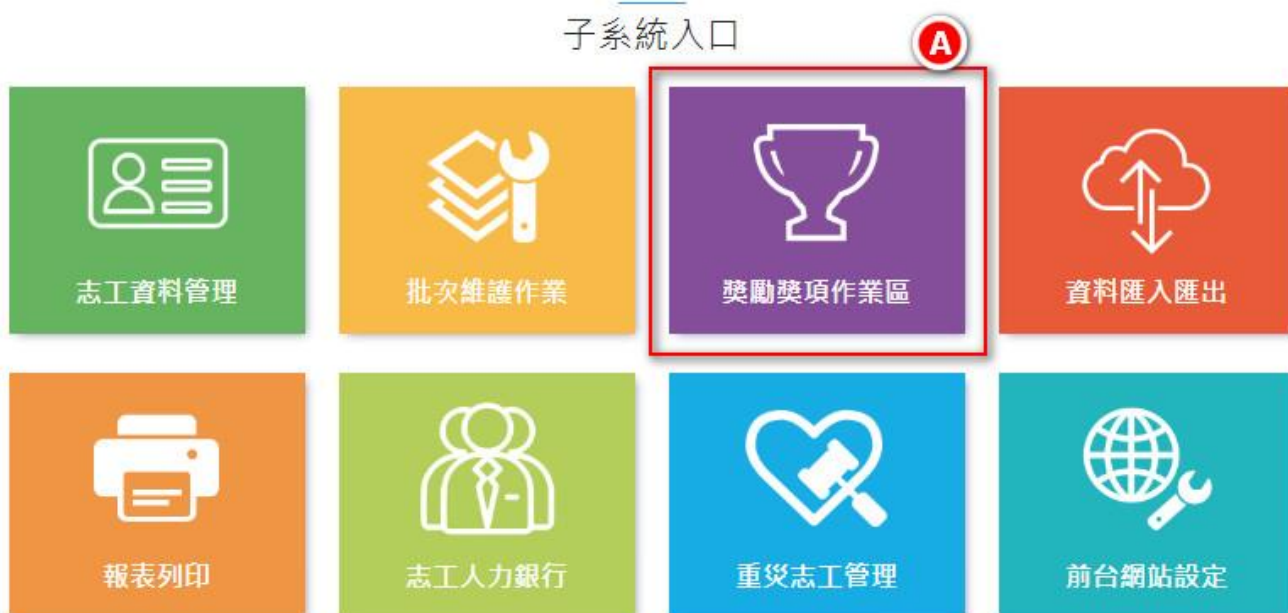 子系統入口
A
志工資料管理
批次維護作業
獎勵獎項作業區
資料匯入匯出
報表列印
志工人力銀行
重災志工管理
前台網站設定